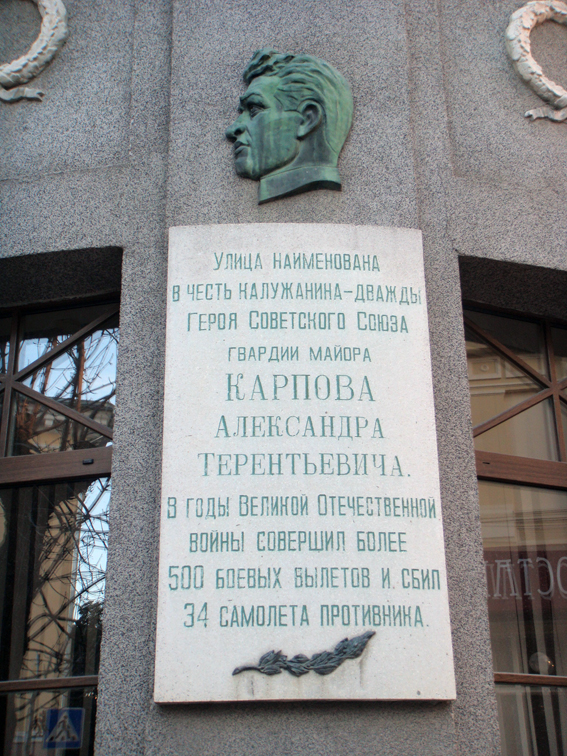 Улица наименована
в честь калужанина-дважды
Героя Советского Союза
гвардии майора
КАРПОВА
АЛЕКСАНДРА
ТЕРЕНТЬЕВИЧА.
В годы Великой Отечественной
войны совершил более
500 боевых вылетов и сбил
34 самолета противника.